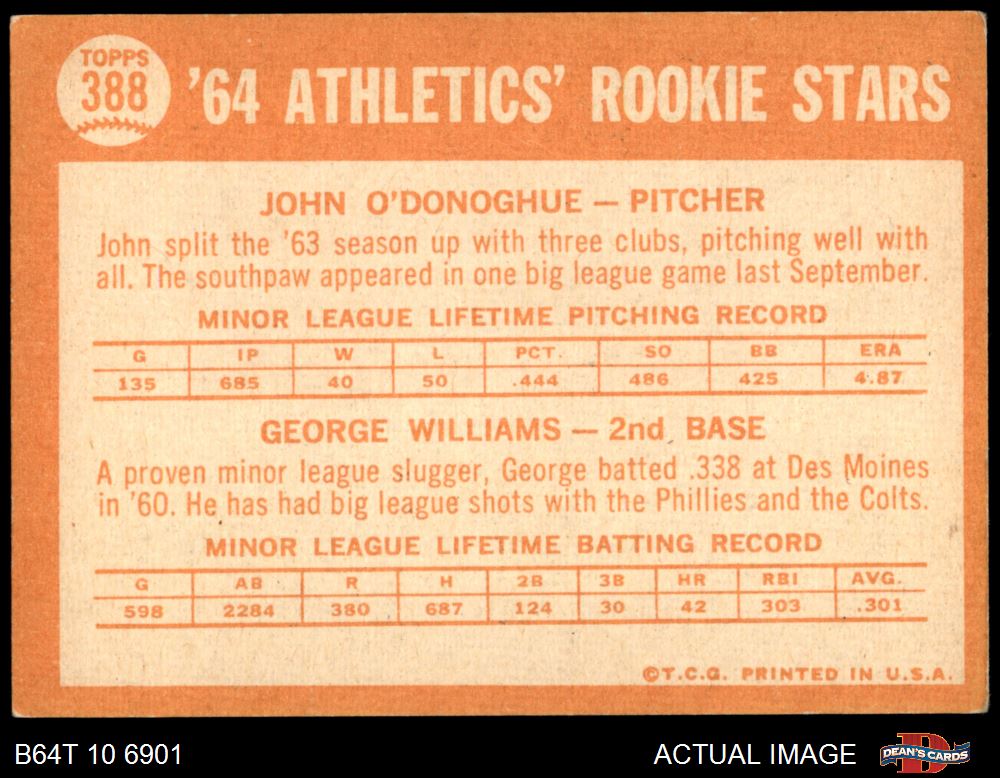 TOPPS
388
'64 ATHLETICS' ROOKIE STARS
JOHN O'DONOGHUE — PITCHER
John split the '63 season up with three clubs, pitching well with
all. The southpaw appeared in one big league game last September.
MINOR LEAGUE LIFETIME PITCHING RECORD
G IP W L PCT. SO BB ERA
135 685 40 50 .444 486 425 4.87
GEORGE WILLIAMS — 2nd BASE
A proven minor league slugger, George batted .338 at Des Moines
in '60. He has had big league shots with the Phillies and the Colts.
MINOR LEAGUE LIFETIME BATTING RECORD
G AB R H 2B 3B HR RBI AVG.
598 2284 380 687 124 30 42 303 .301
©T.C.G. PRINTED IN U.S.A.
B64T 10 6901 ACTUAL IMAGE DEAN'S CARDS